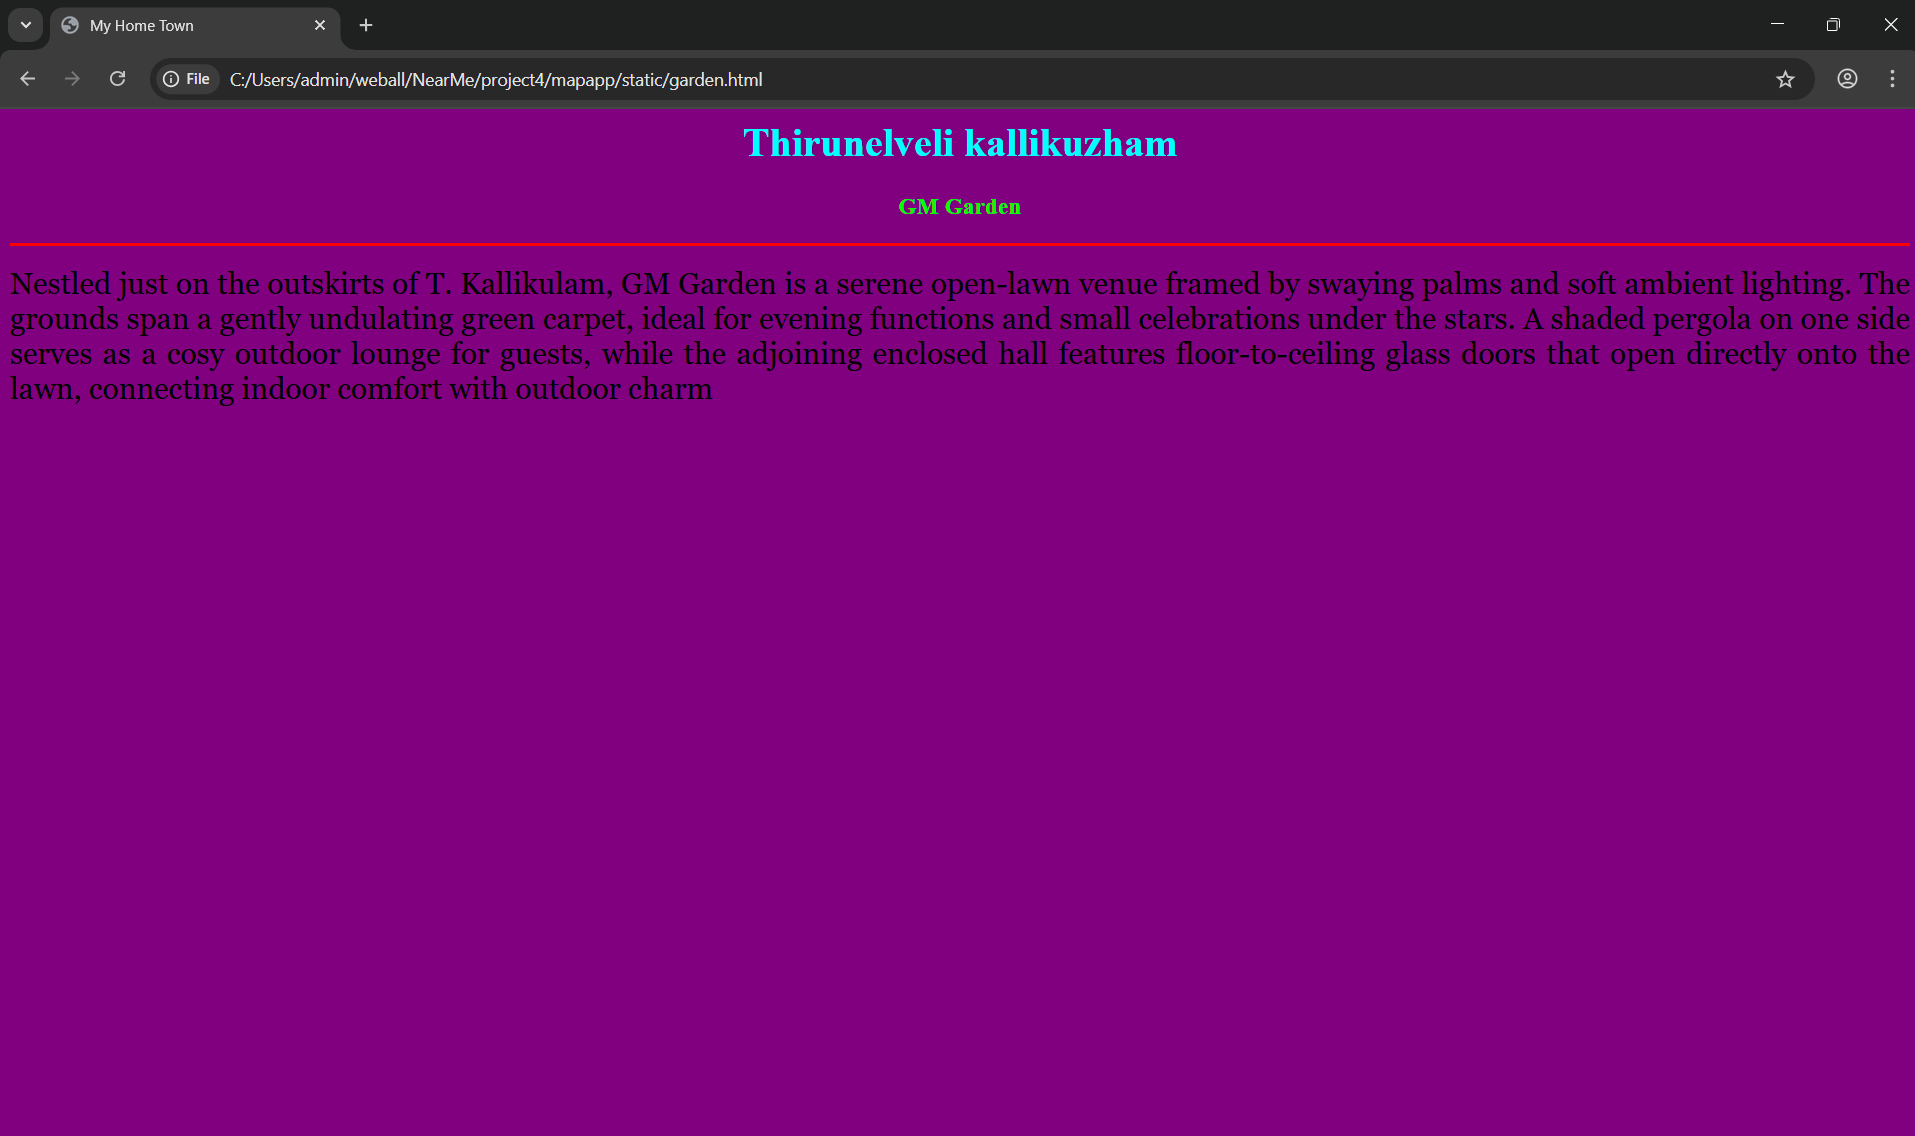 My Home Town
File C:/Users/admin/weball/NearMe/project4/mapapp/static/garden.html
Thirunelveli kallikuzham
GM Garden
Nestled just on the outskirts of T. Kallikulam, GM Garden is a serene open-lawn venue framed by swaying palms and soft ambient lighting. The
grounds span a gently undulating green carpet, ideal for evening functions and small celebrations under the stars. A shaded pergola on one side
serves as a cosy outdoor lounge for guests, while the adjoining enclosed hall features floor-to-ceiling glass doors that open directly onto the
lawn, connecting indoor comfort with outdoor charm